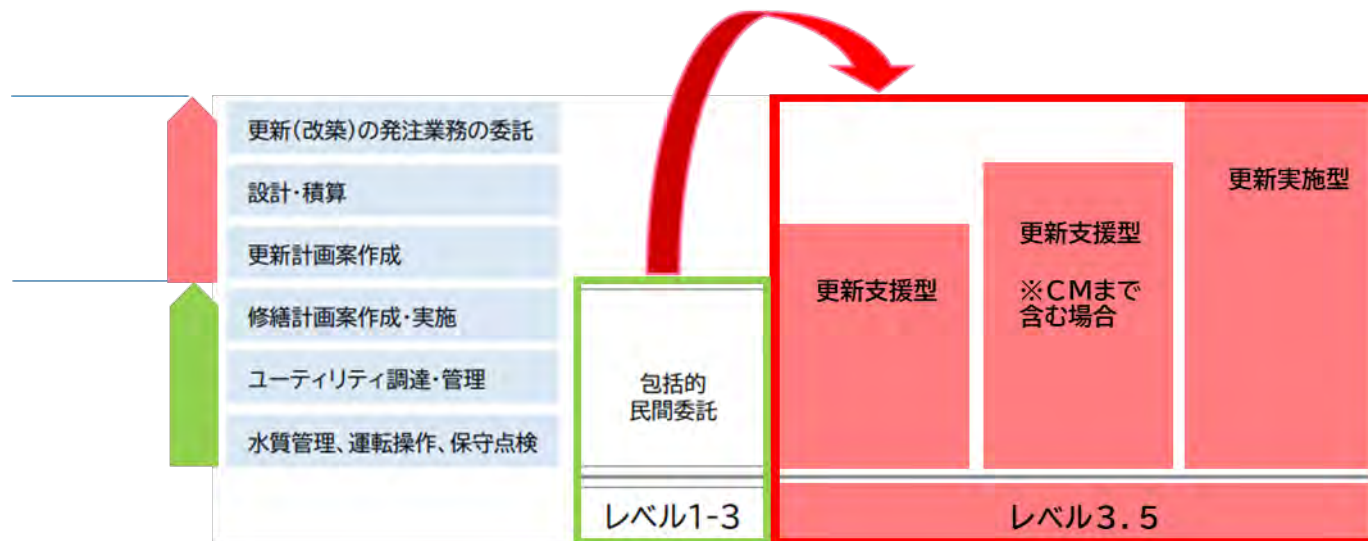 更新(改築)の発注業務の委託
設計・積算
更新計画案作成
修繕計画案作成・実施
ユーティリティ調達・管理
水質管理、運転操作、保守点検
包括的
民間委託
レベル1-3
更新支援型
更新支援型
※CMまで
含む場合
更新実施型
レベル3.5